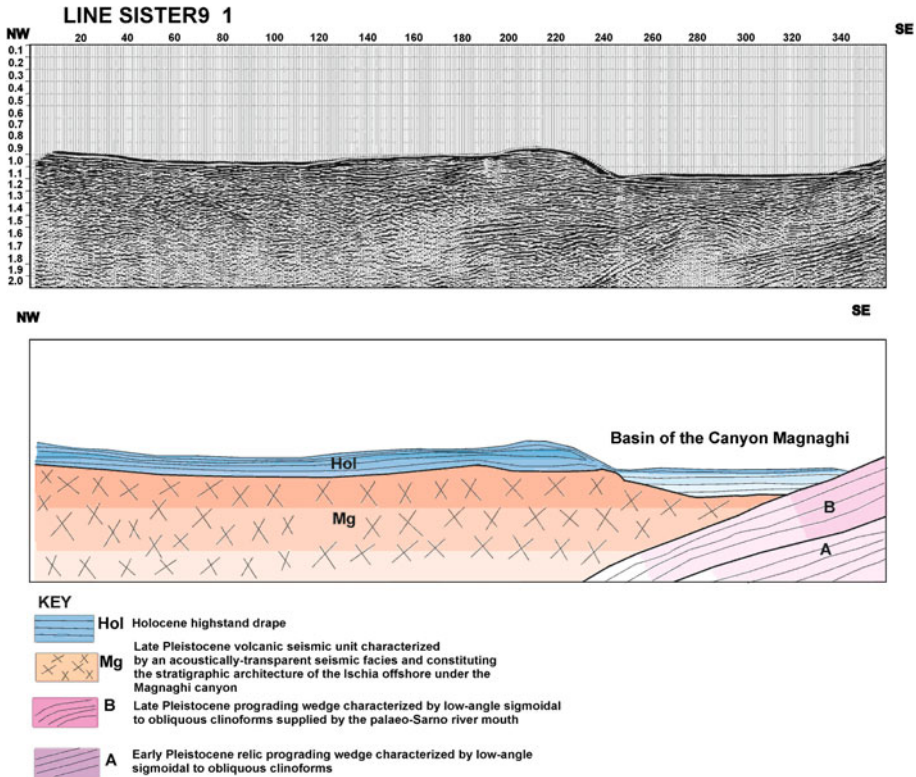 LINE SISTER9 1
NW SE
20 40 60 80 100 120 140 160 180 200 220 240 260 280 300 320 340
0.1
0.2
0.3
0.4
0.5
0.6
0.7
0.8
0.9
1.0
1.1
1.2
1.3
1.4
1.5
1.6
1.7
1.8
1.9
2.0
NW SE
Basin of the Canyon Magnaghi
Hol
Mg
B
A
KEY
Hol Holocene highstand drape
Mg Late Pleistocene volcanic seismic unit characterized
by an acoustically-transparent seismic facies and constituting
the stratigraphic architecture of the Ischia offshore under the
Magnaghi canyon
B Late Pleistocene prograding wedge characterized by low-angle sigmoidal
to obliquous clinoforms supplied by the palaeo-Sarno river mouth
A Early Pleistocene relic prograding wedge characterized by low-angle
sigmoidal to obliquous clinoforms